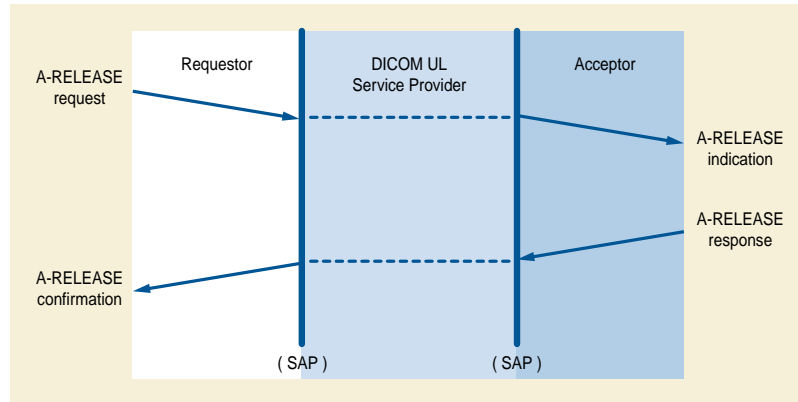 Requestor
DICOM UL
Service Provider
Acceptor
A-RELEASE
request
A-RELEASE
indication
A-RELEASE
response
A-RELEASE
confirmation
( SAP )
( SAP )